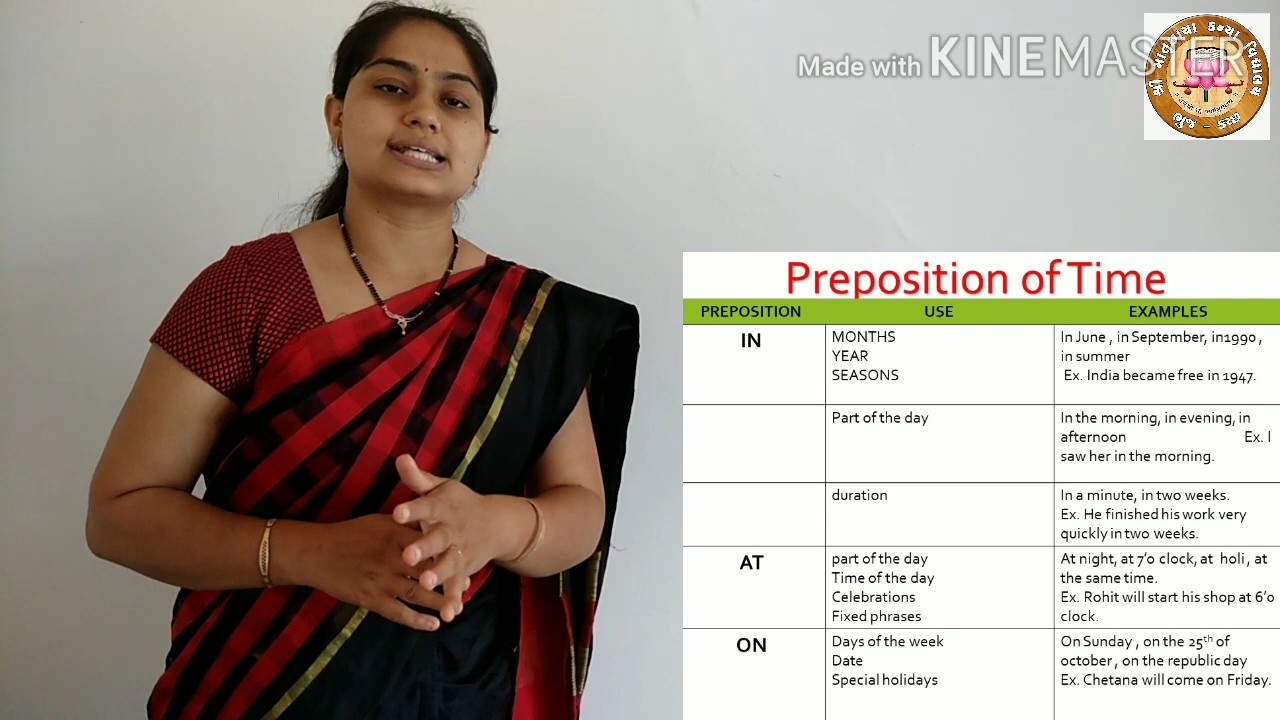 Made with KINEMASTER
શ્રી માતૃછાયા કન્યા વિદ્યાલય
Preposition of Time
PREPOSITION USE EXAMPLES
IN MONTHS In June , in September, in1990 ,
YEAR in summer
SEASONS Ex. India became free in 1947.
Part of the day In the morning, in evening, in
afternoon Ex. I
saw her in the morning.
duration In a minute, in two weeks.
Ex. He finished his work very
quickly in two weeks.
AT part of the day At night, at 7'o clock, at holi , at
Time of the day the same time.
Celebrations Ex. Rohit will start his shop at 6'o
Fixed phrases clock.
ON Days of the week On Sunday , on the 25th of
Date october , on the republic day
Special holidays Ex. Chetana will come on Friday.